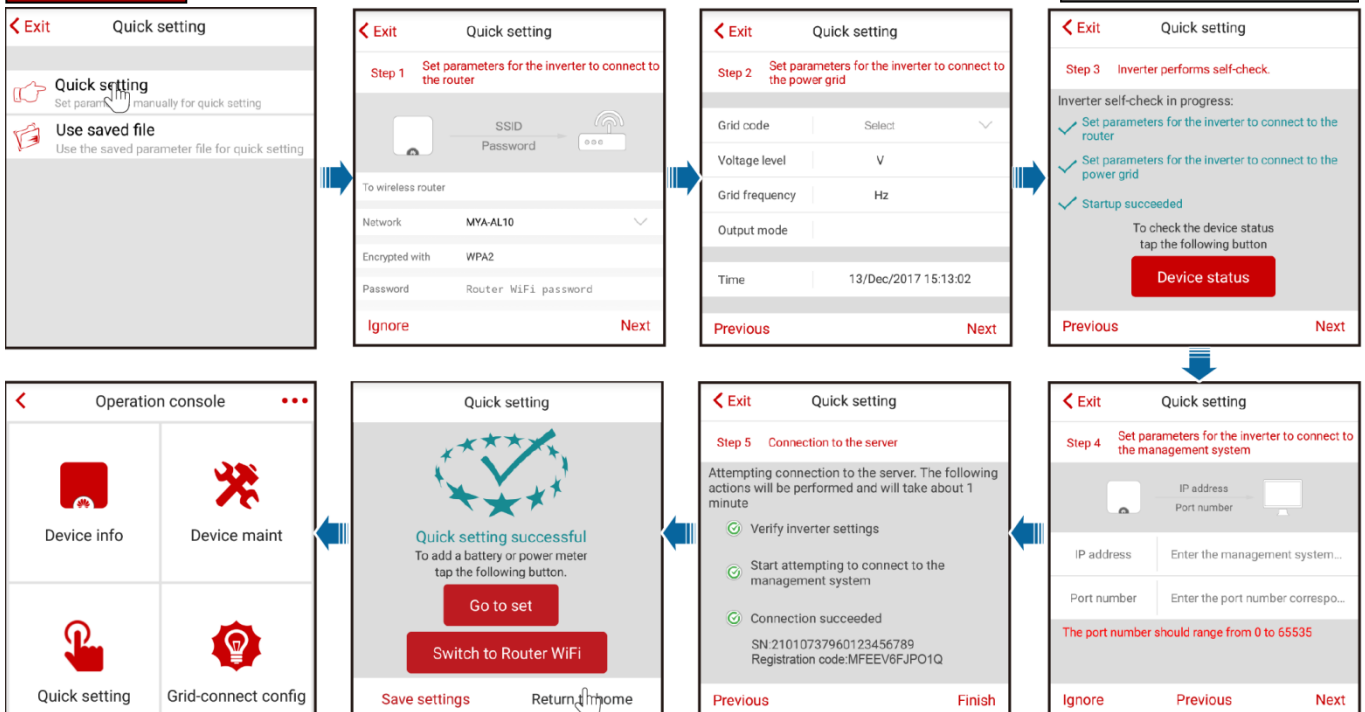 Exit
Quick setting
Quick setting
Set parameters manually for quick setting
Use saved file
Use the saved parameter file for quick setting
Exit
Quick setting
Step 1
Set parameters for the inverter to connect to
the router
SSID
Password
To wireless router
Network
MYA-AL10
Encrypted with
WPA2
Password
Router WiFi password
Ignore
Next
Exit
Quick setting
Step 2
Set parameters for the inverter to connect to
the power grid
Grid code
Select
Voltage level
V
Grid frequency
Hz
Output mode
Time
13/Dec/2017 15:13:02
Previous
Next
Exit
Quick setting
Step 3
Inverter performs self-check.
Inverter self-check in progress:
Set parameters for the inverter to connect to the
router
Set parameters for the inverter to connect to the
power grid
Startup succeeded
To check the device status
tap the following button
Device status
Previous
Next
Exit
Quick setting
Step 4
Set parameters for the inverter to connect to
the management system
IP address
Port number
IP address
Enter the management system...
Port number
Enter the port number correspo...
The port number should range from 0 to 65535
Ignore
Previous
Next
Exit
Quick setting
Step 5
Connection to the server
Attempting connection to the server. The following
actions will be performed and will take about 1
minute
Verify inverter settings
Start attempting to connect to the
management system
Connection succeeded
SN:21010737960123456789
Registration code:MFEEV6FJPO1Q
Previous
Finish
Quick setting
Quick setting successful
To add a battery or power meter
tap the following button.
Go to set
Switch to Router WiFi
Save settings
Return to home
Operation console
Device info
Device maint
Quick setting
Grid-connect config